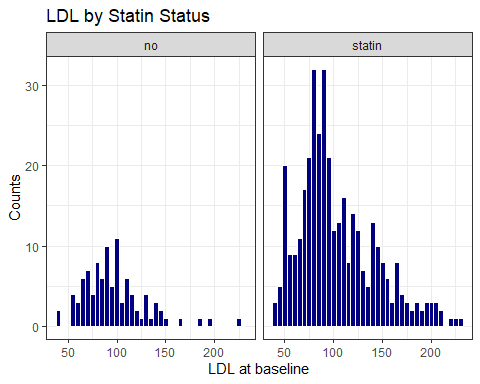 LDL by Statin Status
no statin
30
20
10
0
Counts
50 100 150 200 50 100 150 200
LDL at baseline